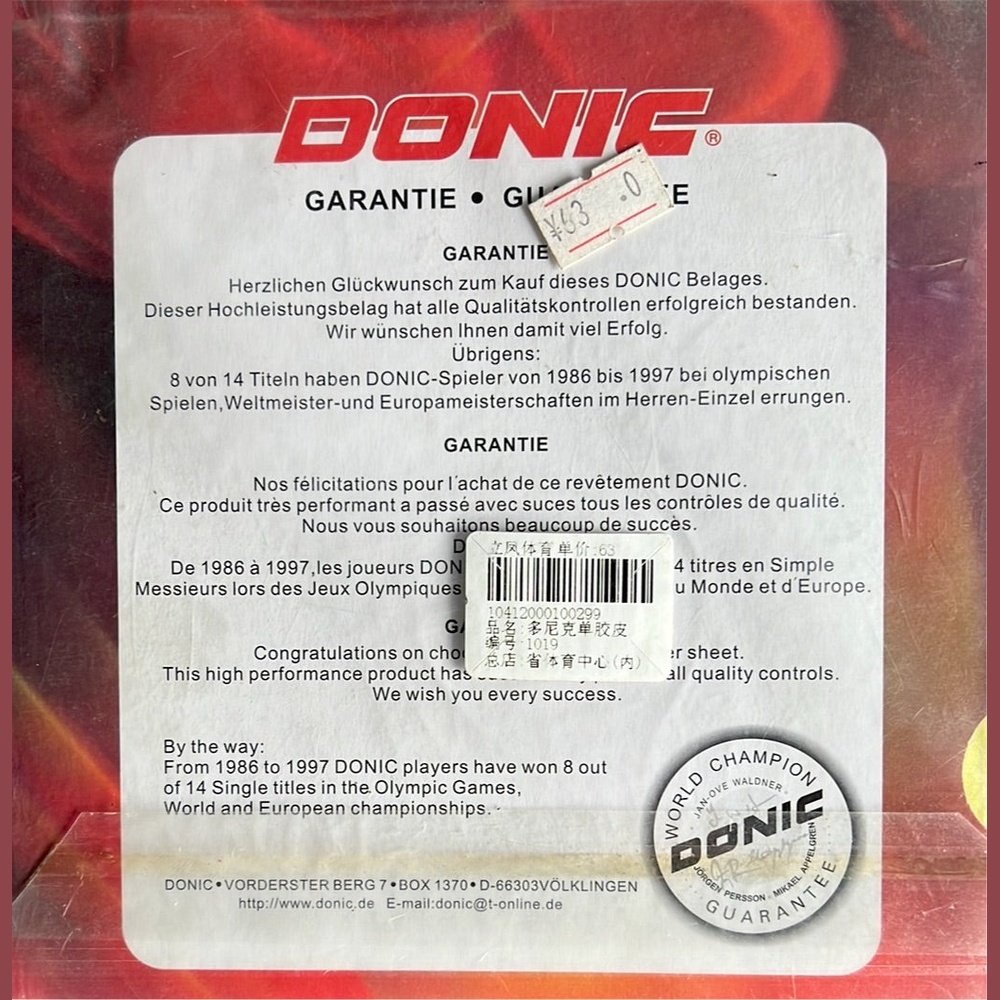 DONIC®
GARANTIE • GU E
¥63 .0
GARANTIE
Herzlichen Glückwunsch zum Kauf dieses DONIC Belages.
Dieser Hochleistungsbelag hat alle Qualitätskontrollen erfolgreich bestanden.
Wir wünschen Ihnen damit viel Erfolg.
Übrigens:
8 von 14 Titeln haben DONIC-Spieler von 1986 bis 1997 bei olympischen
Spielen,Weltmeister-und Europameisterschaften im Herren-Einzel errungen.
GARANTIE
Nos félicitations pour l'achat de ce revêtement DONIC.
Ce produit très performant a passé avec suces tous les contrôles de qualité.
Nous vous souhaitons beaucoup de succès.
De 1986 à 1997,les joueurs DON 4 titres en Simple
Messieurs lors des Jeux Olympiques u Monde et d'Europe.
立凤体育 单价:63
10412000100299
品名:多尼克单胶皮
编号:1019
总店:省体育中心(内)
Congratulations on cho er sheet.
This high performance product has all quality controls.
We wish you every success.
By the way:
From 1986 to 1997 DONIC players have won 8 out
of 14 Single titles in the Olympic Games,
World and European championships.
WORLD CHAMPION
JAN-OVE WALDNER
DONIC
JÖRGEN PERSSON • MIKAEL APPELGREN
GUARANTEE
DONIC • VORDERSTER BERG 7 • BOX 1370 • D-66303VÖLKLINGEN
http://www.donic.de E-mail:donic@t-online.de